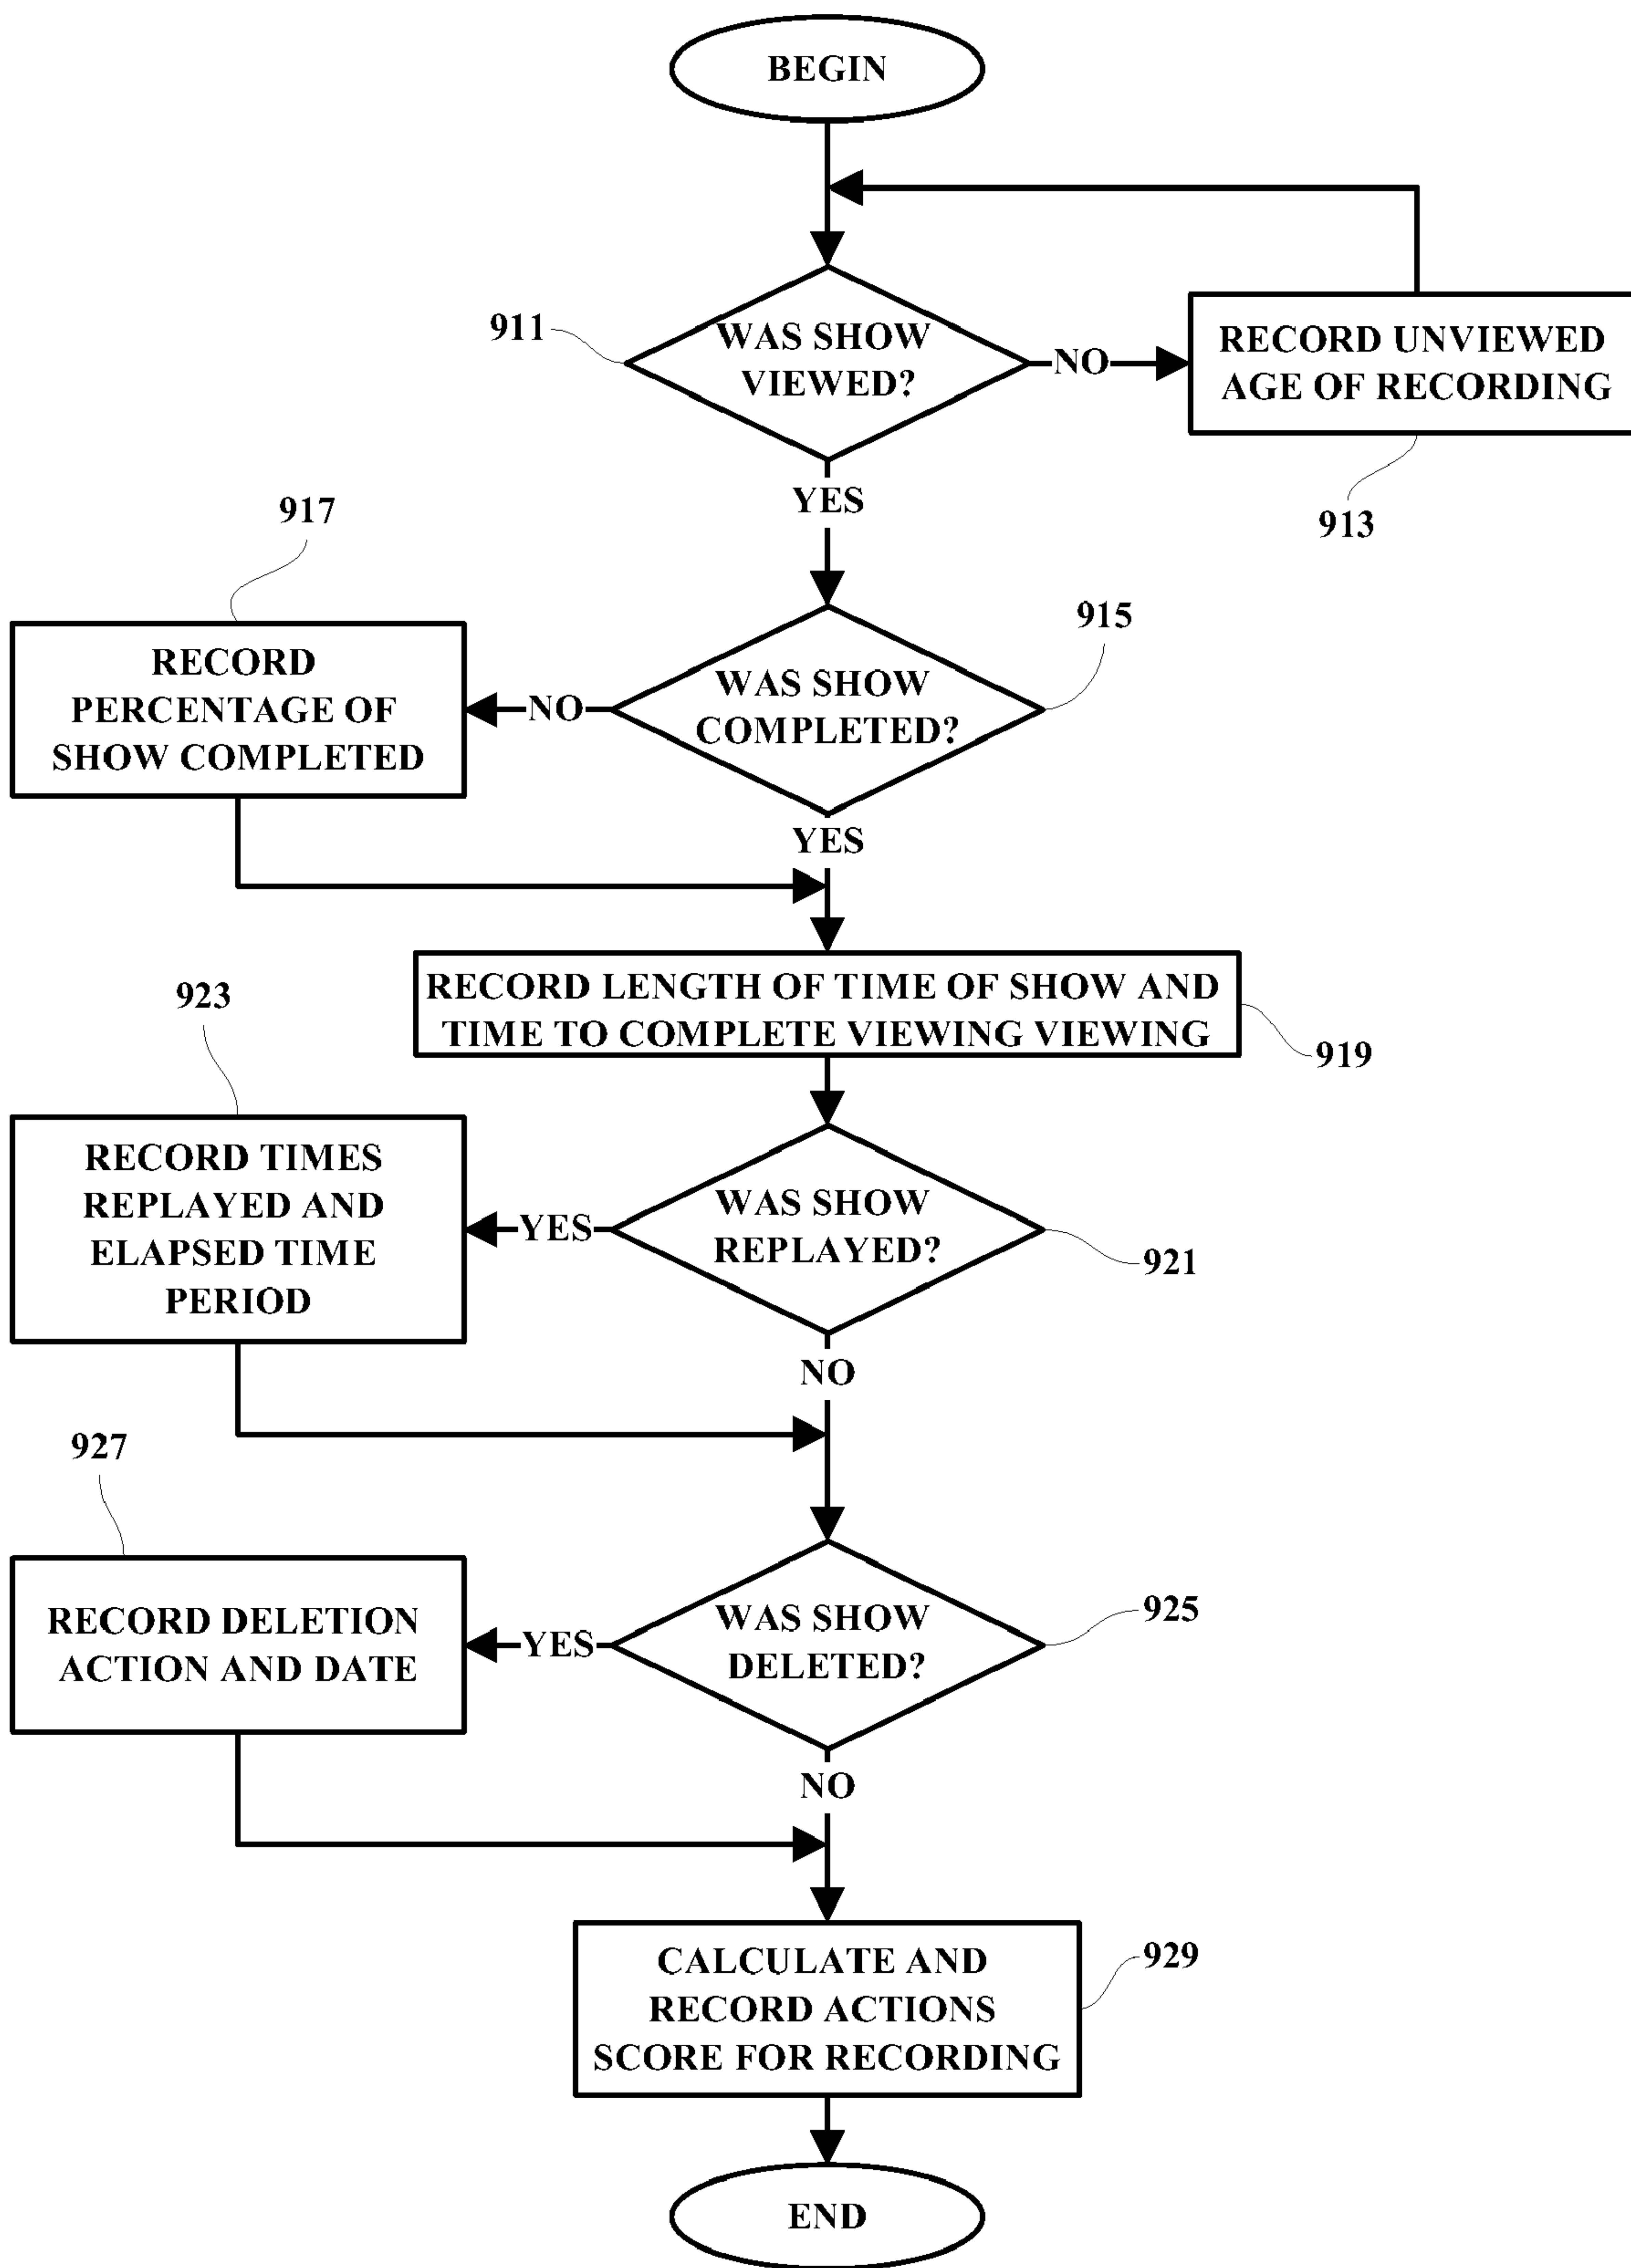 BEGIN
911
WAS SHOW
VIEWED?
NO
RECORD UNVIEWED
AGE OF RECORDING
913
YES
917
915
RECORD
PERCENTAGE OF
SHOW COMPLETED
NO
WAS SHOW
COMPLETED?
YES
RECORD LENGTH OF TIME OF SHOW AND
TIME TO COMPLETE VIEWING VIEWING
919
923
RECORD TIMES
REPLAYED AND
ELAPSED TIME
PERIOD
YES
WAS SHOW
REPLAYED?
921
NO
927
RECORD DELETION
ACTION AND DATE
YES
WAS SHOW
DELETED?
925
NO
CALCULATE AND
RECORD ACTIONS
SCORE FOR RECORDING
929
END